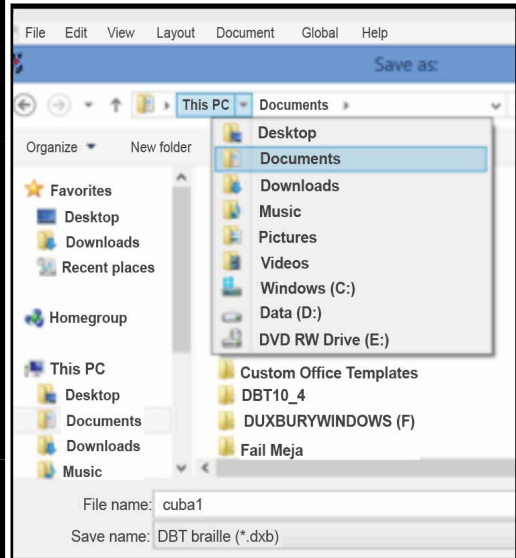 File Edit View Layout Document Global Help
Save as:
This PC Documents
Organize New folder
Desktop
Documents
Downloads
Music
Pictures
Videos
Windows (C:)
Data (D:)
DVD RW Drive (E:)
Favorites
Desktop
Downloads
Recent places
Homegroup
This PC
Desktop
Documents
Downloads
Music
Custom Office Templates
DBT10_4
DUXBURYWINDOWS (F)
Fail Meja
File name: cuba1
Save name: DBT braille (*.dxb)